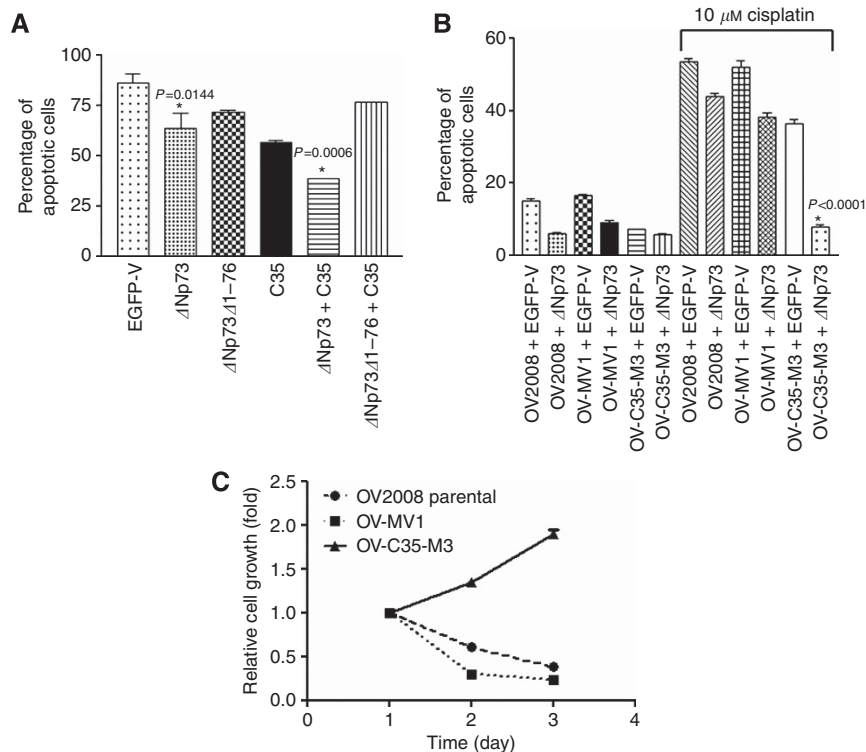 A
Percentage of
apoptotic cells
100
75
50
25
0
P=0.0144
*
P=0.0006
*
EGFP-V
ΔNp73
ΔNp73Δ1–76
C35
ΔNp73 + C35
ΔNp73Δ1–76 + C35
B
10 μM cisplatin
Percentage of
apoptotic cells
60
40
20
0
P<0.0001
*
OV2008 + EGFP-V
OV2008 + ΔNp73
OV-MV1 + EGFP-V
OV-MV1 + ΔNp73
OV-C35-M3 + EGFP-V
OV-C35-M3 + ΔNp73
OV2008 + EGFP-V
OV2008 + ΔNp73
OV-MV1 + EGFP-V
OV-MV1 + ΔNp73
OV-C35-M3 + EGFP-V
OV-C35-M3 + ΔNp73
C
Relative cell growth (fold)
2.5
2.0
1.5
1.0
0.5
0.0
OV2008 parental
OV-MV1
OV-C35-M3
0 1 2 3 4
Time (day)